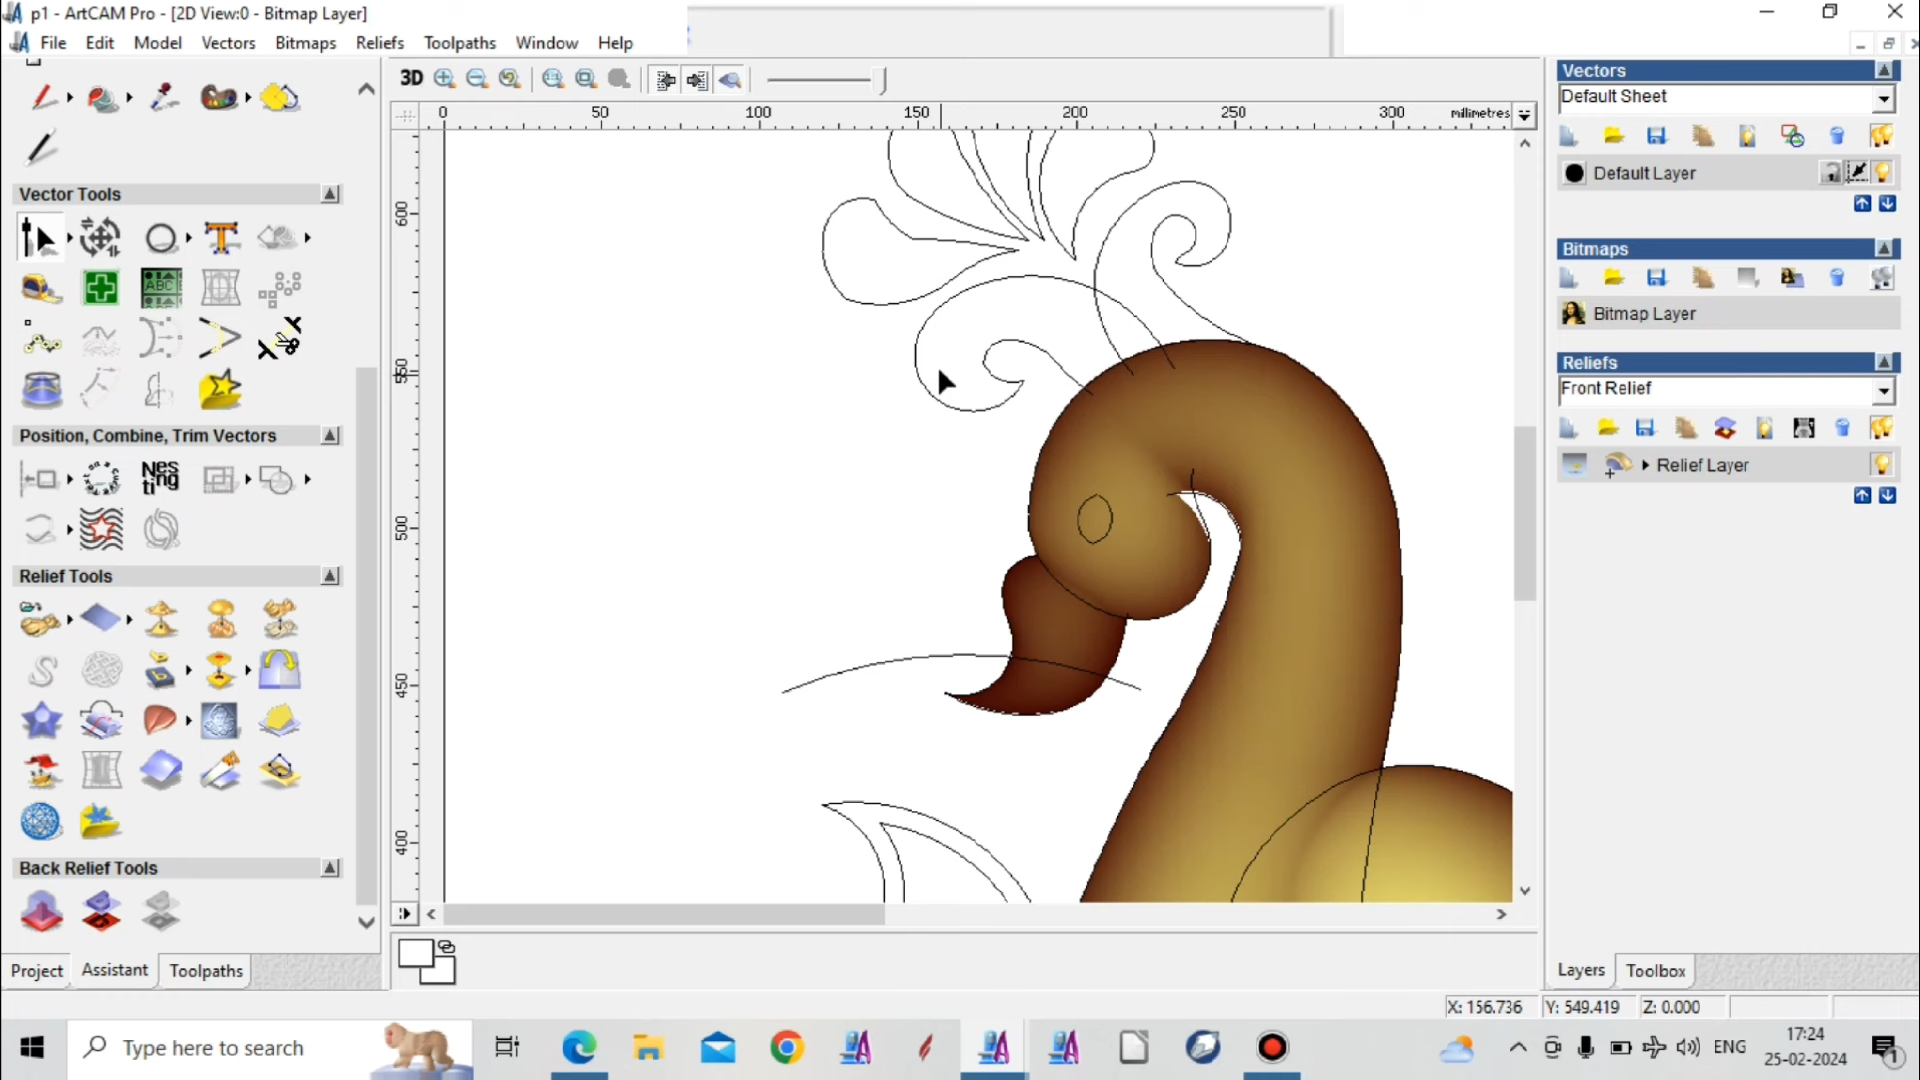 p1 - ArtCAM Pro - [2D View:0 - Bitmap Layer]
File Edit Model Vectors Bitmaps Reliefs Toolpaths Window Help
3D
0 50 100 150 200 250 300 millimetres
600
550
500
450
400
Vector Tools
T
ABC
Position, Combine, Trim Vectors
Nes
ting
Relief Tools
Back Relief Tools
Project Assistant Toolpaths
Vectors
Default Sheet
Default Layer
Bitmaps
Bitmap Layer
Reliefs
Front Relief
Relief Layer
Layers Toolbox
X: 156.736 Y: 549.419 Z: 0.000
Type here to search
ENG
17:24
25-02-2024
1